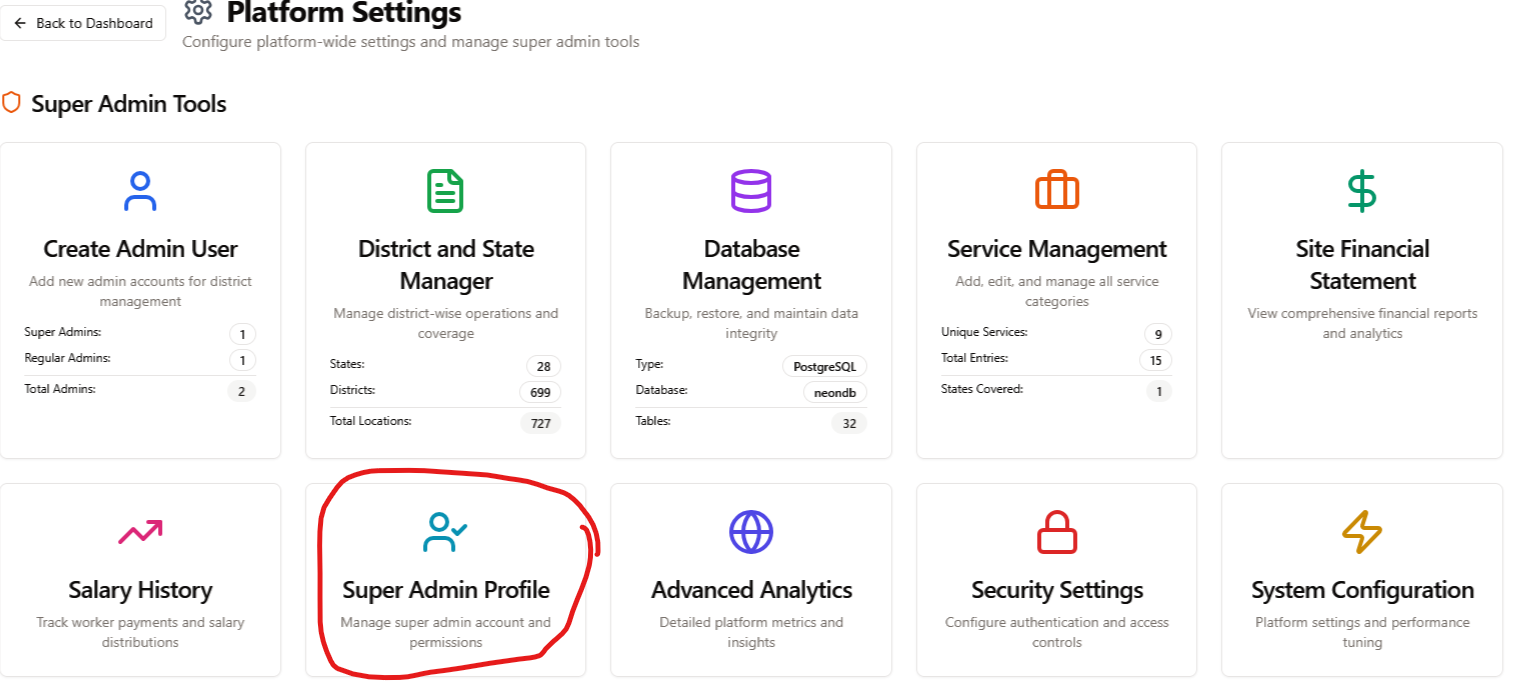 Back to Dashboard
Platform Settings
Configure platform-wide settings and manage super admin tools
Super Admin Tools
Create Admin User
Add new admin accounts for district
management
Super Admins: 1
Regular Admins: 1
Total Admins: 2
District and State
Manager
Manage district-wise operations and
coverage
States: 28
Districts: 699
Total Locations: 727
Database
Management
Backup, restore, and maintain data
integrity
Type: PostgreSQL
Database: neondb
Tables: 32
Service Management
Add, edit, and manage all service
categories
Unique Services: 9
Total Entries: 15
States Covered: 1
Site Financial
Statement
View comprehensive financial reports
and analytics
Salary History
Track worker payments and salary
distributions
Super Admin Profile
Manage super admin account and
permissions
Advanced Analytics
Detailed platform metrics and
insights
Security Settings
Configure authentication and access
controls
System Configuration
Platform settings and performance
tuning